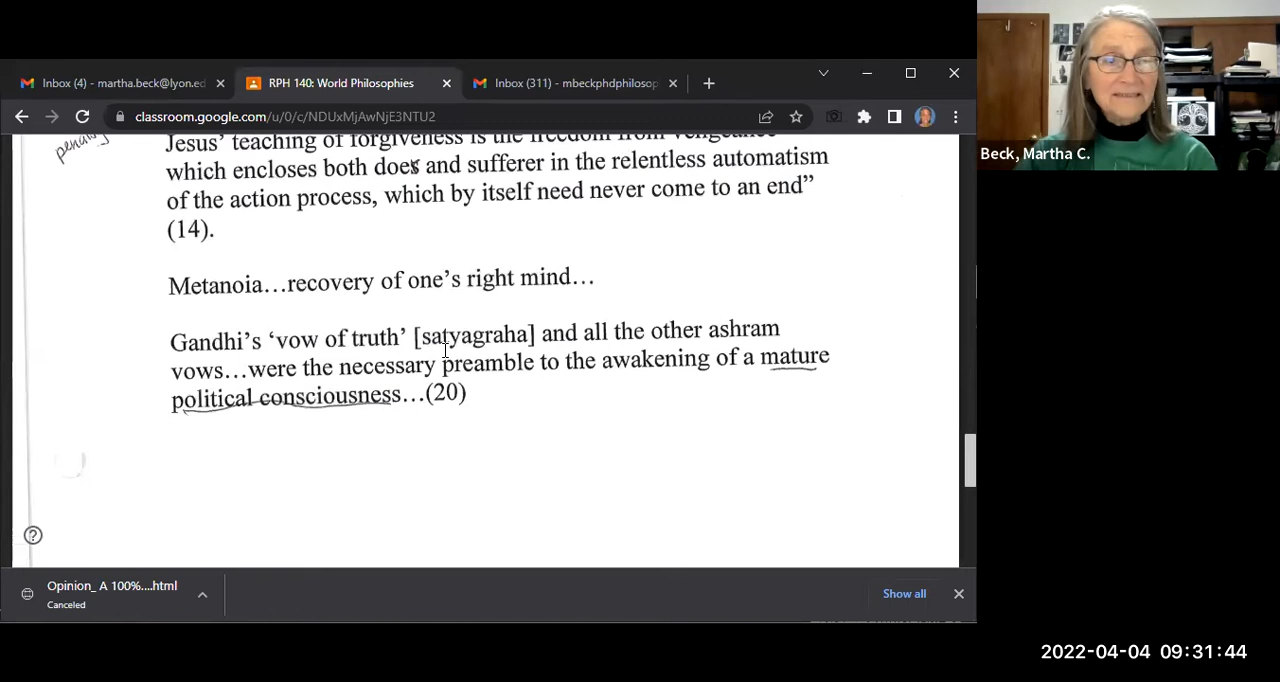 Inbox (4) - martha.beck@lyon.ed
RPH 140: World Philosophies
Inbox (311) - mbeckphdphilosop
classroom.google.com/u/0/c/NDUxMjAwNjE3NTU2
Beck, Martha C.
Jesus' teaching of forgiveness is the freedom from vengeance
which encloses both does and sufferer in the relentless automatism
of the action process, which by itself need never come to an end”
(14).
Metanoia…recovery of one's right mind…
Gandhi's ‘vow of truth’ [satyagraha] and all the other ashram
vows…were the necessary preamble to the awakening of a mature
political consciousness…(20)
Opinion_ A 100%....html
Canceled
Show all
2022-04-04 09:31:44